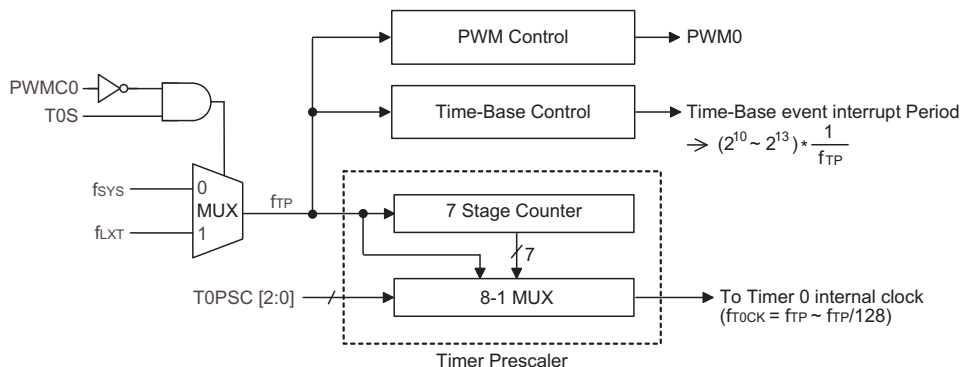 PWM Control
PWM0
PWMC0
T0S
Time-Base Control
Time-Base event interrupt Period
→ (2^10 ~ 2^13) * 1/fTP
fSYS
0
MUX
fLXT
1
fTP
7 Stage Counter
7
T0PSC [2:0]
8-1 MUX
To Timer 0 internal clock
(fT0CK = fTP ~ fTP/128)
Timer Prescaler